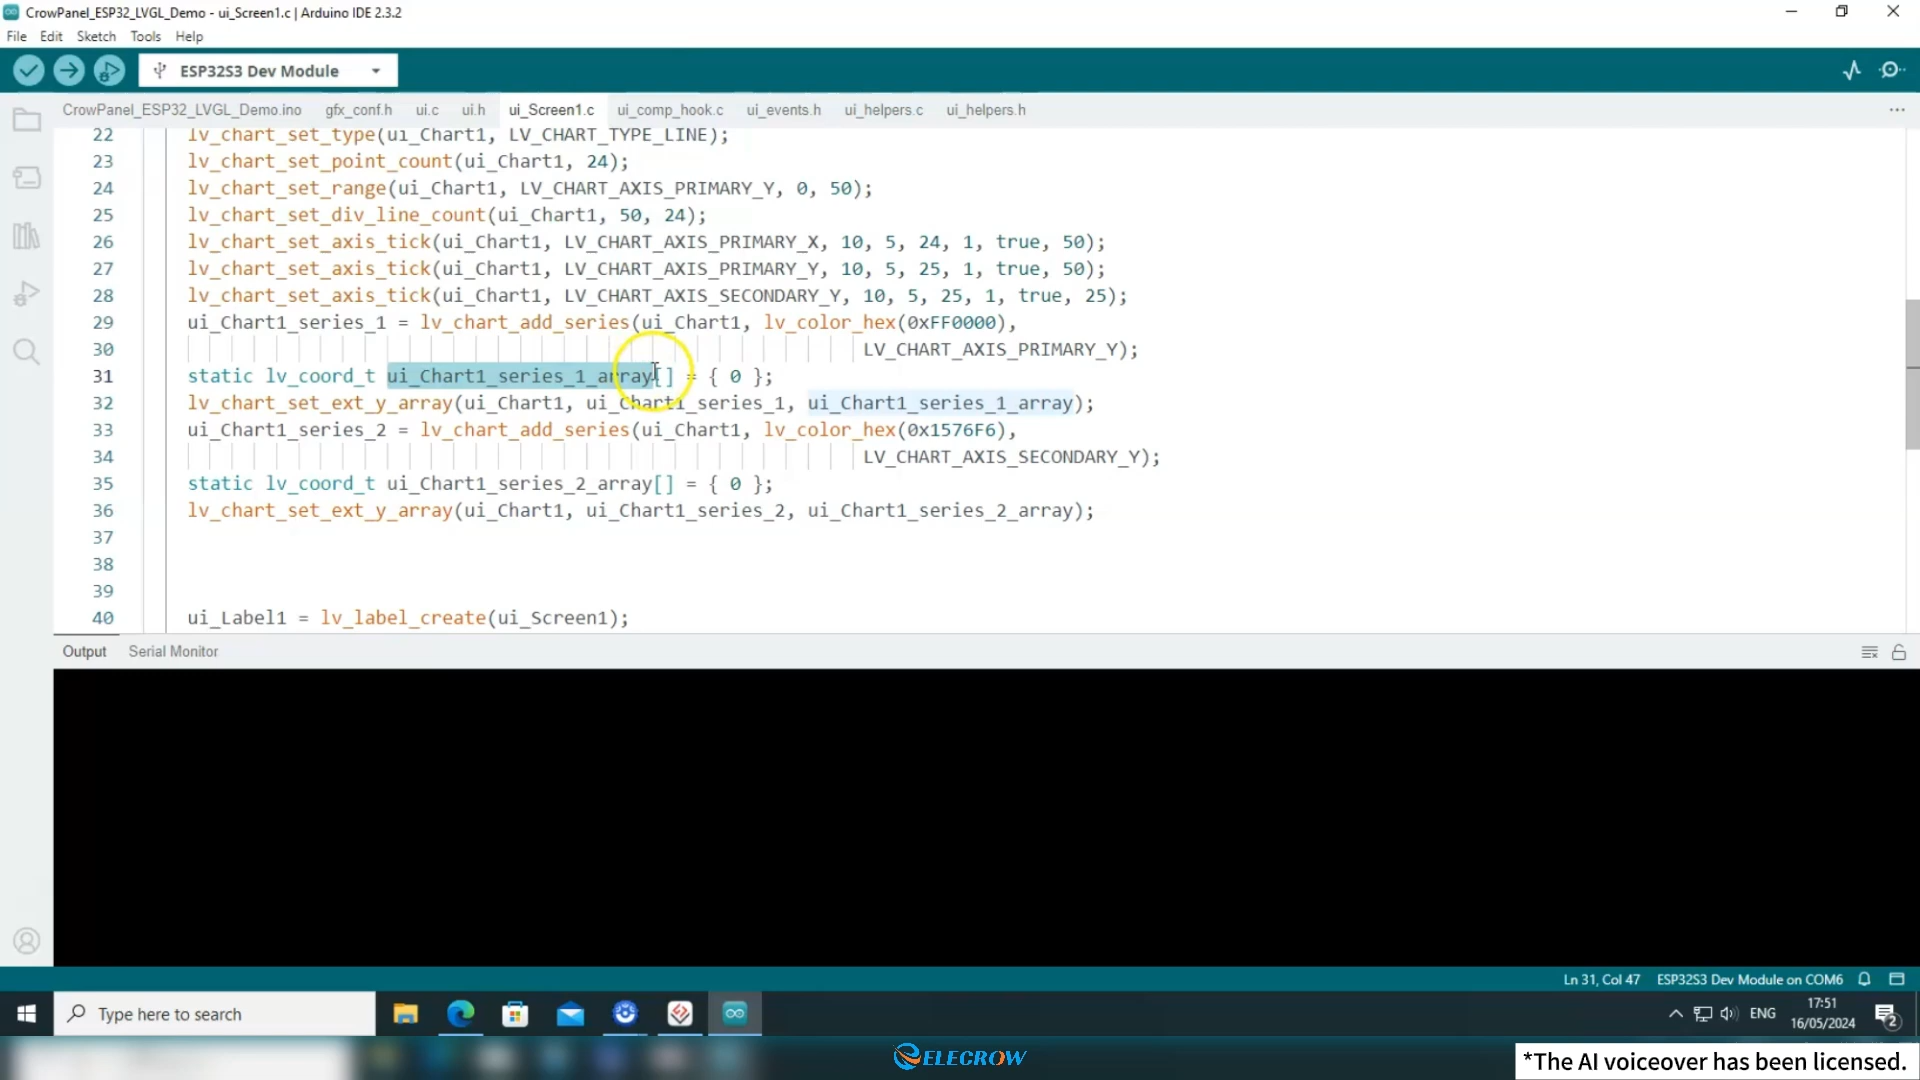 CrowPanel_ESP32_LVGL_Demo - ui_Screen1.c | Arduino IDE 2.3.2
File Edit Sketch Tools Help
ESP32S3 Dev Module
CrowPanel_ESP32_LVGL_Demo.ino gfx_conf.h ui.c ui.h ui_Screen1.c ui_comp_hook.c ui_events.h ui_helpers.c ui_helpers.h ...
22 lv_chart_set_type(ui_Chart1, LV_CHART_TYPE_LINE);
23 lv_chart_set_point_count(ui_Chart1, 24);
24 lv_chart_set_range(ui_Chart1, LV_CHART_AXIS_PRIMARY_Y, 0, 50);
25 lv_chart_set_div_line_count(ui_Chart1, 50, 24);
26 lv_chart_set_axis_tick(ui_Chart1, LV_CHART_AXIS_PRIMARY_X, 10, 5, 24, 1, true, 50);
27 lv_chart_set_axis_tick(ui_Chart1, LV_CHART_AXIS_PRIMARY_Y, 10, 5, 25, 1, true, 50);
28 lv_chart_set_axis_tick(ui_Chart1, LV_CHART_AXIS_SECONDARY_Y, 10, 5, 25, 1, true, 25);
29 ui_Chart1_series_1 = lv_chart_add_series(ui_Chart1, lv_color_hex(0xFF0000),
30 LV_CHART_AXIS_PRIMARY_Y);
31 static lv_coord_t ui_Chart1_series_1_array[] = { 0 };
32 lv_chart_set_ext_y_array(ui_Chart1, ui_Chart1_series_1, ui_Chart1_series_1_array);
33 ui_Chart1_series_2 = lv_chart_add_series(ui_Chart1, lv_color_hex(0x1576F6),
34 LV_CHART_AXIS_SECONDARY_Y);
35 static lv_coord_t ui_Chart1_series_2_array[] = { 0 };
36 lv_chart_set_ext_y_array(ui_Chart1, ui_Chart1_series_2, ui_Chart1_series_2_array);
37
38
39
40 ui_Label1 = lv_label_create(ui_Screen1);
Output Serial Monitor
Ln 31, Col 47 ESP32S3 Dev Module on COM6
Type here to search
ENG
17:51
16/05/2024
2
ELECROW
*The AI voiceover has been licensed.